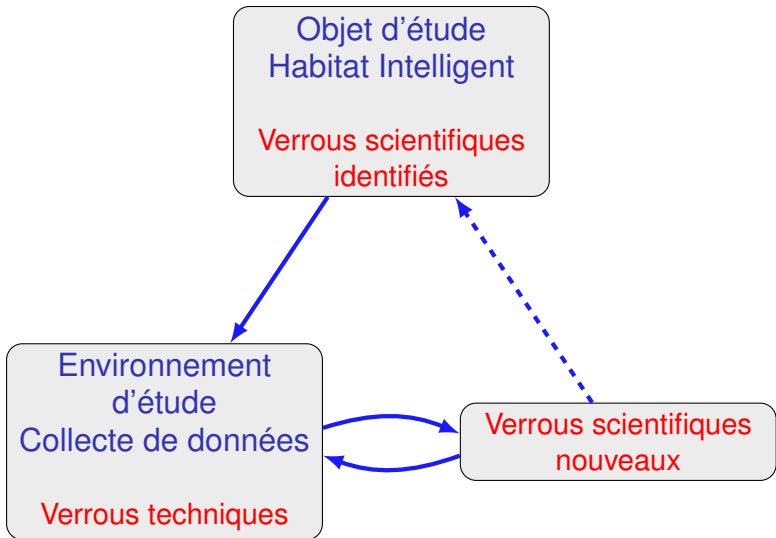 Objet d'étude
Habitat Intelligent
Verrous scientifiques
identifiés
Environnement
d'étude
Collecte de données
Verrous techniques
Verrous scientifiques
nouveaux